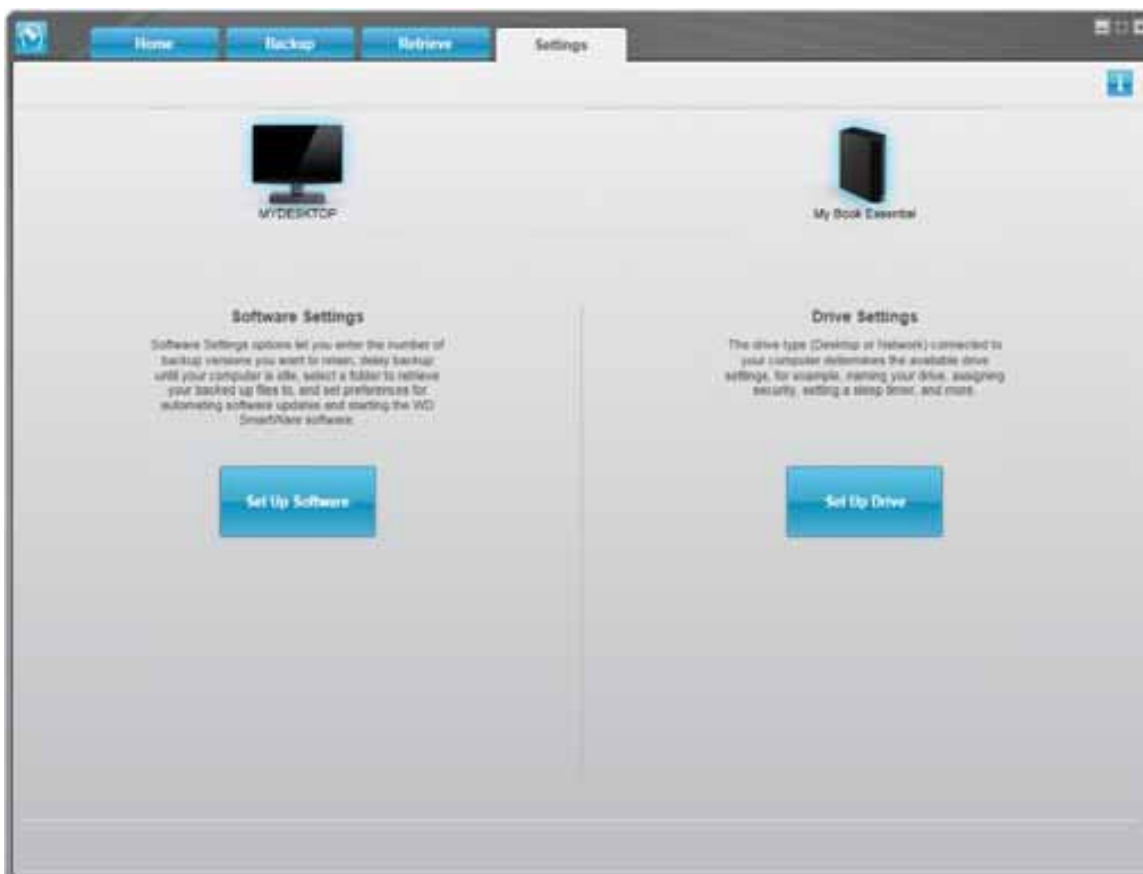 Home
Backup
Retrieve
Settings
MYDESKTOP
My Book Essential
Software Settings
Software Settings options let you enter the number of
backup versions you want to retain, delay backup
until your computer is idle, select a folder to retrieve
your backed up files to, and set preferences for
automating software updates and starting the WD
SmartWare software.
Set Up Software
Drive Settings
The drive type (Desktop or Network) connected to
your computer determines the available drive
settings, for example, naming your drive, assigning
security, setting a sleep timer, and more.
Set Up Drive